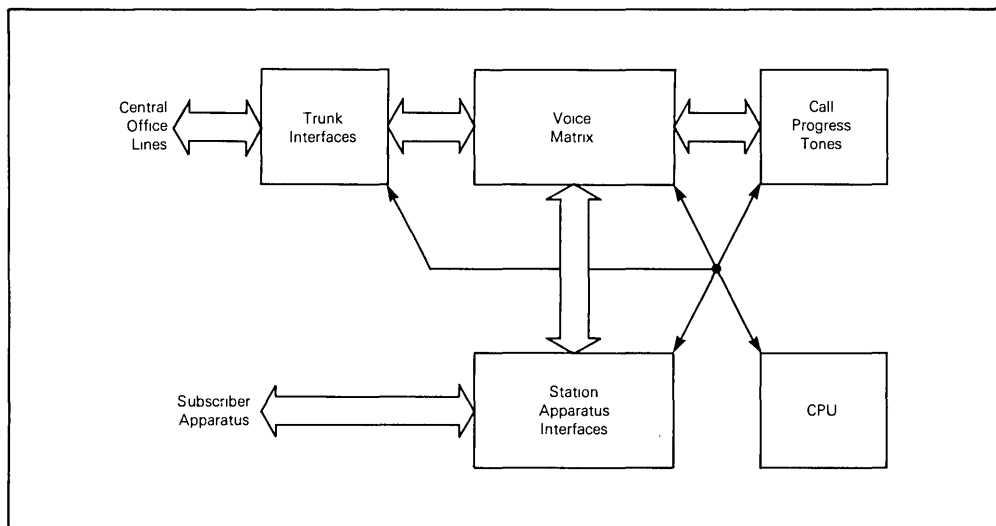 Central
Office
Lines
Trunk
Interfaces
Voice
Matrix
Call
Progress
Tones
Subscriber
Apparatus
Station
Apparatus
Interfaces
CPU